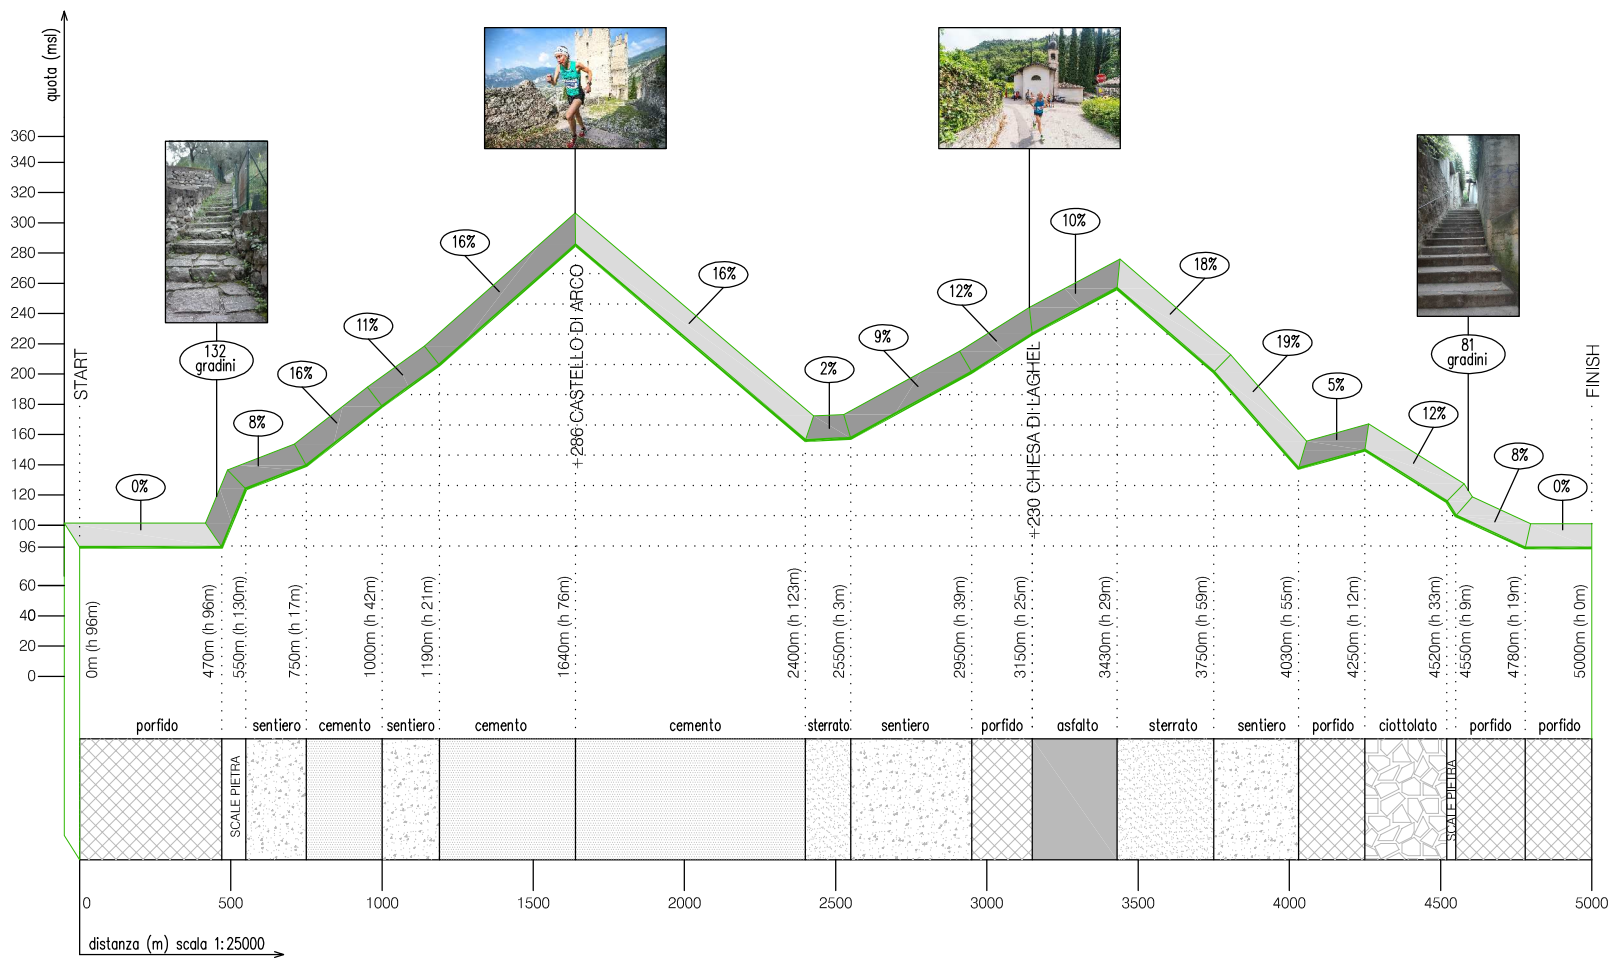 quota (msl)
360
340
320
300
280
260
240
220
200
180
160
140
120
100
96
60
40
20
0
START
0%
132
gradini
8%
16%
11%
16%
+286 CASTELLO DI ARCO
16%
2%
9%
12%
+230 CHIESA DI LAGHEL
10%
18%
19%
5%
12%
81
gradini
8%
0%
FINISH
0m (h 96m)
470m (h 96m)
550m (h 130m)
750m (h 17m)
1000m (h 42m)
1190m (h 21m)
1640m (h 76m)
2400m (h 123m)
2550m (h 3m)
2950m (h 39m)
3150m (h 25m)
3430m (h 29m)
3750m (h 59m)
4030m (h 55m)
4250m (h 12m)
4520m (h 33m)
4550m (h 9m)
4780m (h 19m)
5000m (h 0m)
porfido
SCALE PIETRA
sentiero
cemento
sentiero
cemento
cemento
sterrato
sentiero
porfido
asfalto
sterrato
sentiero
porfido
ciottolato
SCALE PIETRA
porfido
porfido
0
500
1000
1500
2000
2500
3000
3500
4000
4500
5000
distanza (m) scala 1:25000